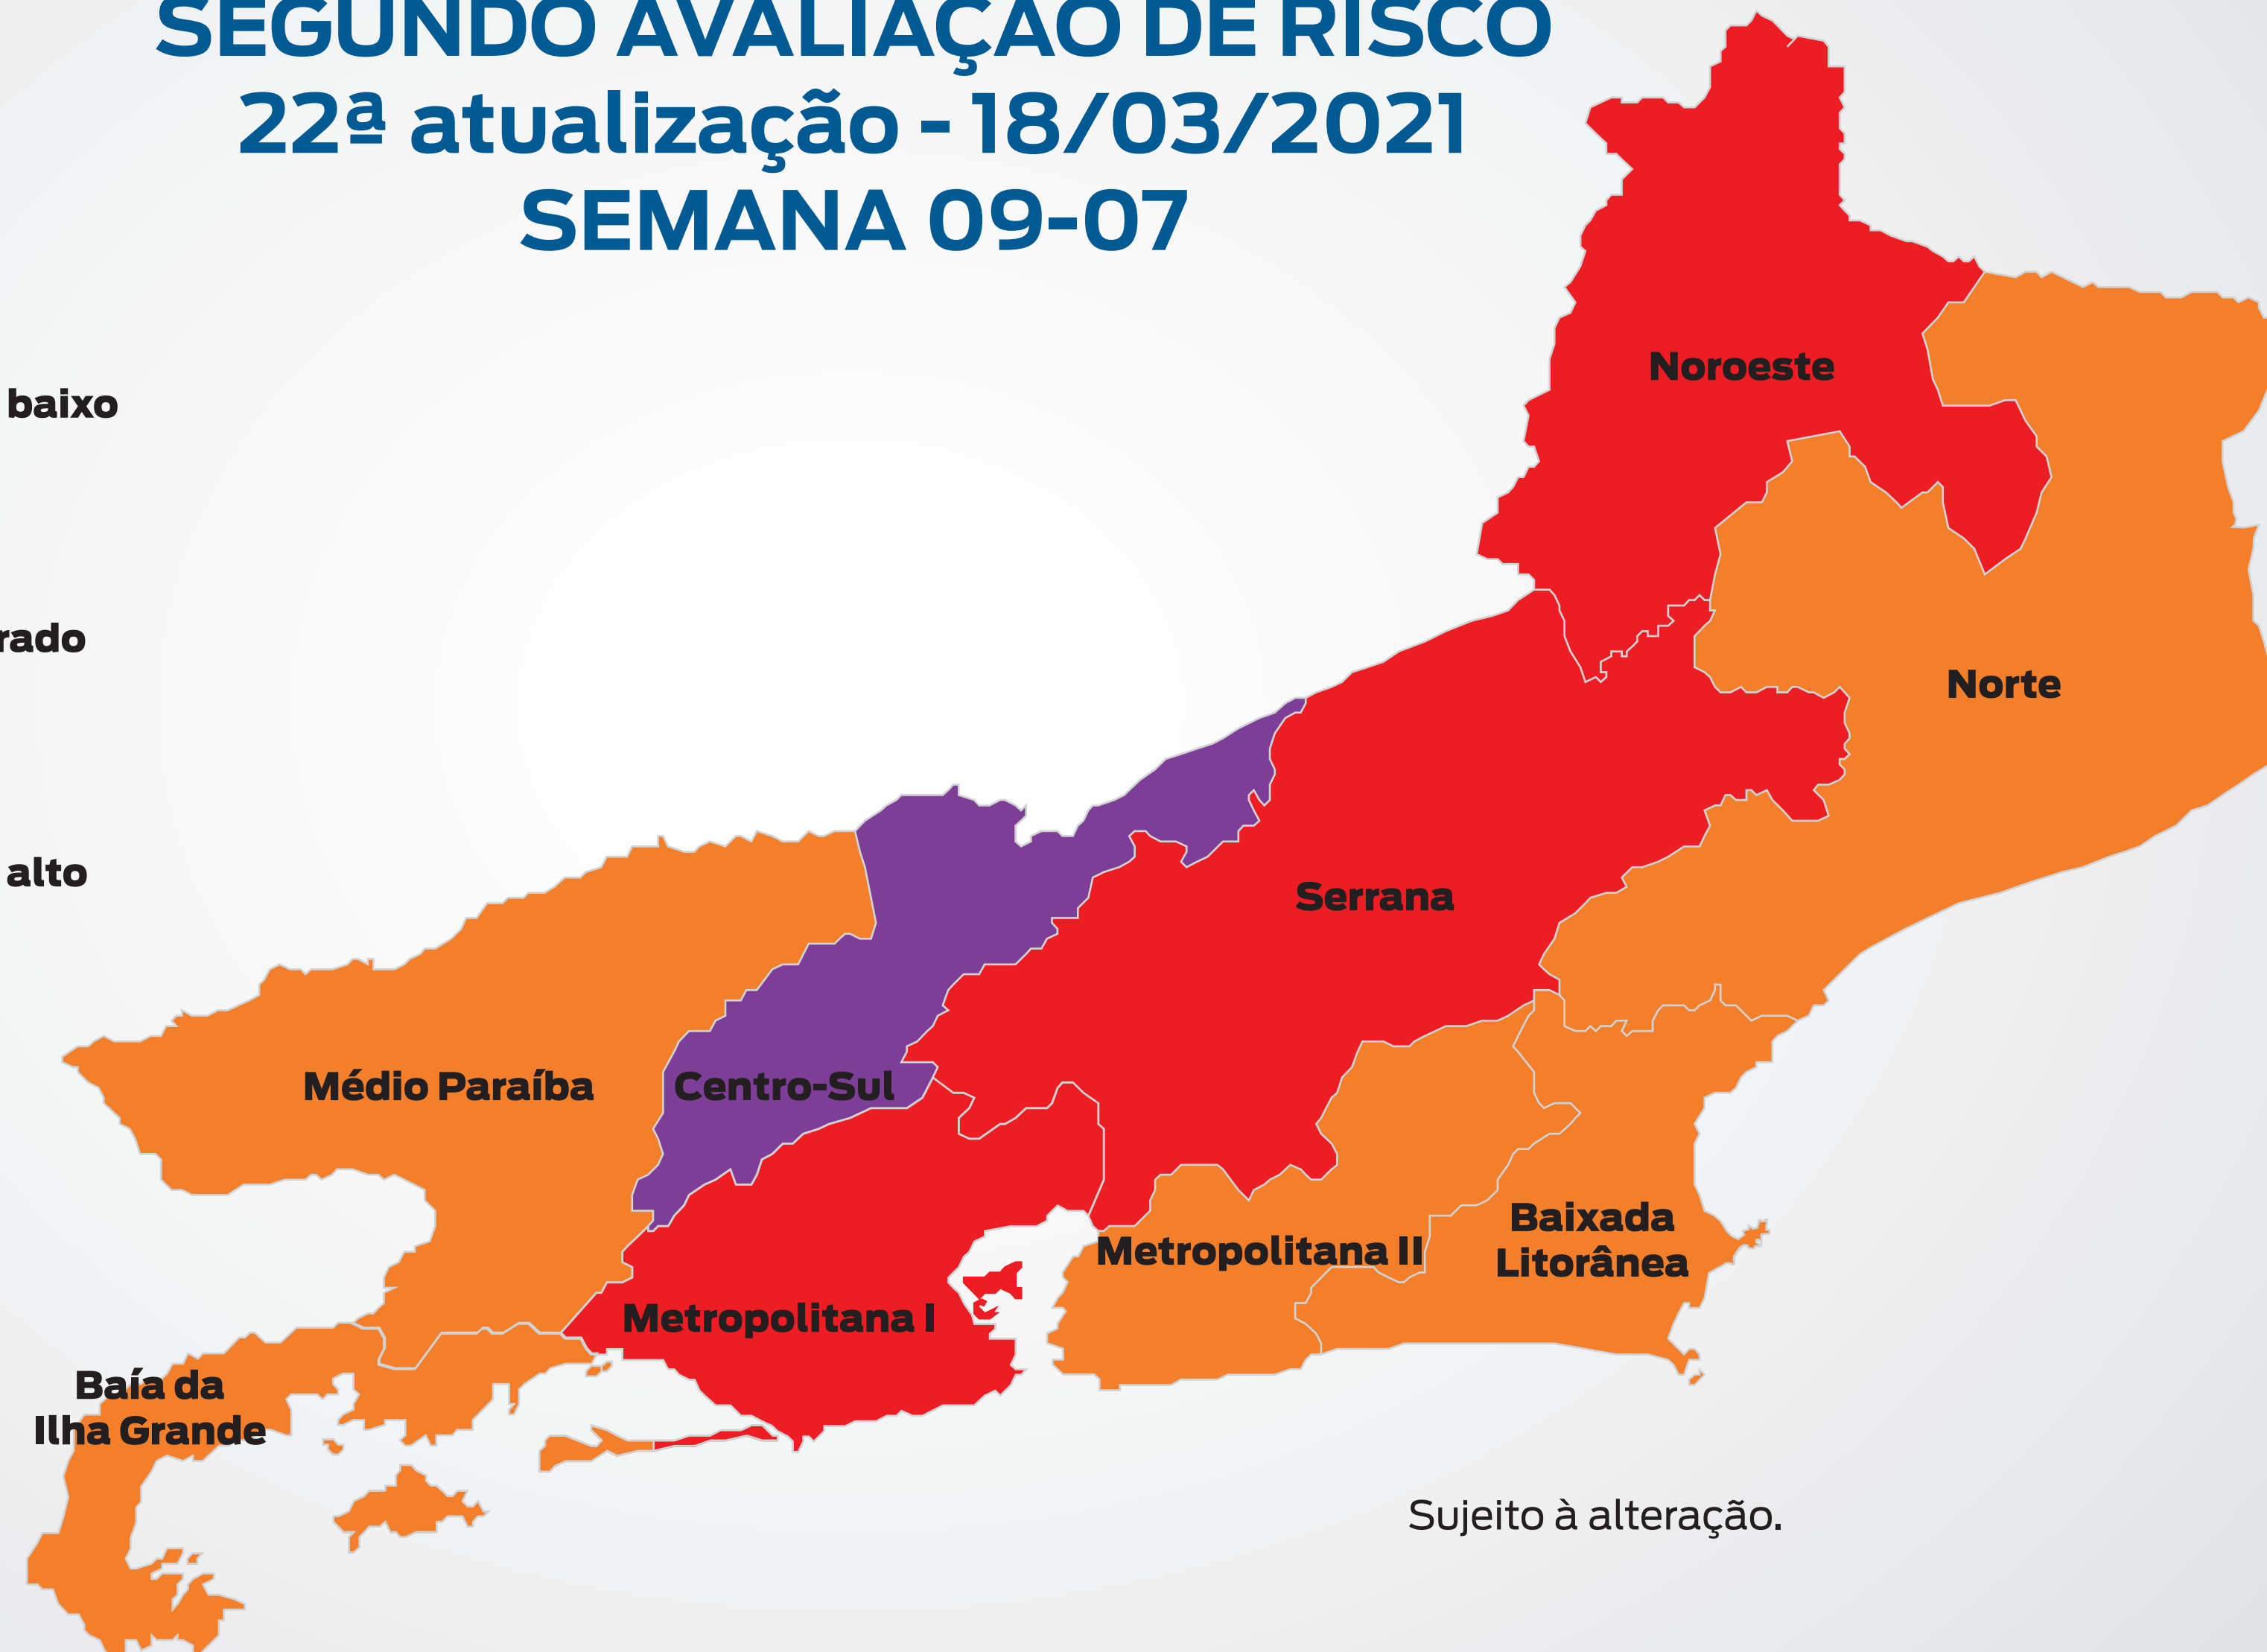 SEGUNDO AVALIAÇÃO DE RISCO
22ª atualização - 18/03/2021
SEMANA 09-07
baixo
rado
alto
Noroeste
Norte
Serrana
Médio Paraíba
Centro-Sul
Baixada
Litorânea
Metropolitana II
Metropolitana I
Baía da
Ilha Grande
Sujeito à alteração.